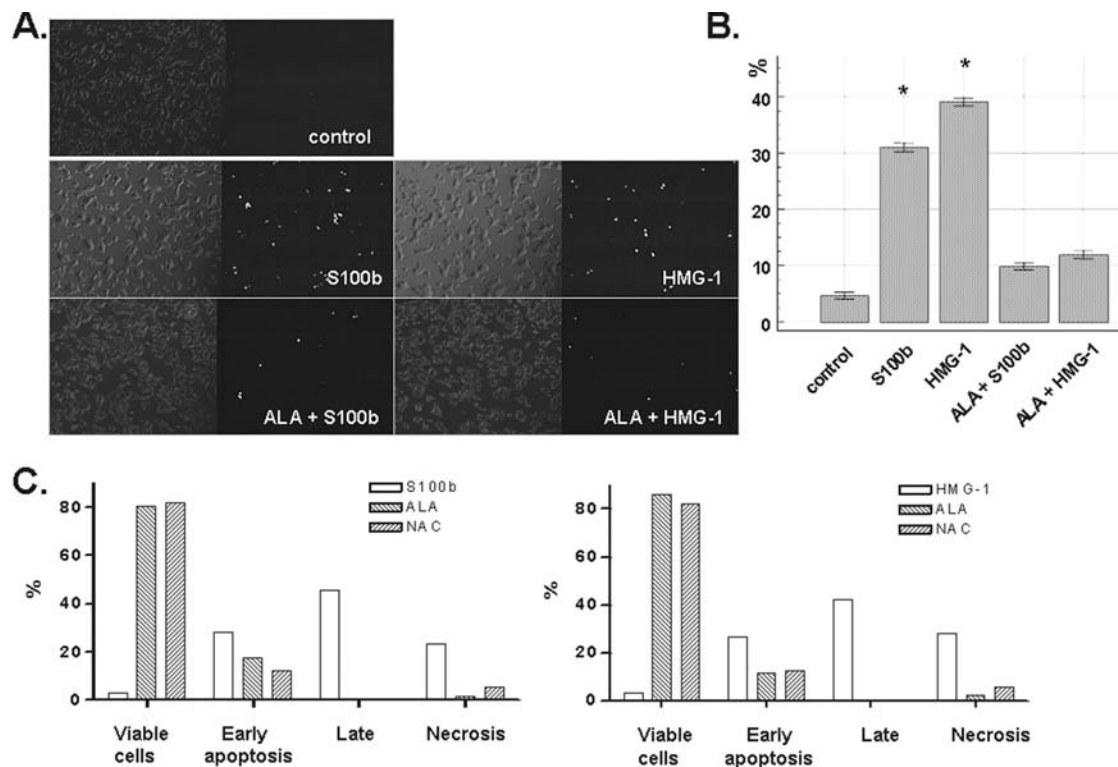 A.
control
S100b
HMG-1
ALA + S100b
ALA + HMG-1
B.
%
40
30
20
10
0
*
*
control
S100b
HMG-1
ALA + S100b
ALA + HMG-1
C.
S100b
ALA
NAC
%
80
60
40
20
0
Viable cells
Early apoptosis
Late
Necrosis
HMG-1
ALA
NAC
%
80
60
40
20
0
Viable cells
Early apoptosis
Late
Necrosis